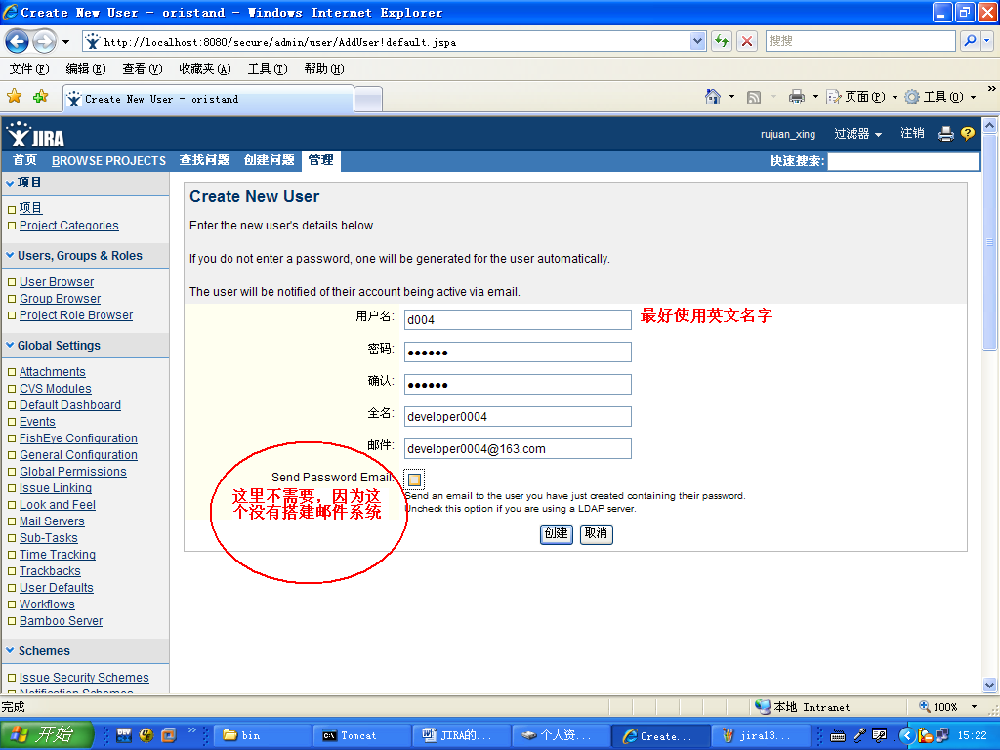 Create New User - oristand - Windows Internet Explorer
http://localhost:8080/secure/admin/user/AddUser!default.jspa
搜搜
文件(F) 编辑(E) 查看(V) 收藏夹(A) 工具(T) 帮助(H)
Create New User - oristand
页面(P) 工具(O)
JIRA
rujuan_xing 过滤器 注销
首页 BROWSE PROJECTS 查找问题 创建问题 管理 快速搜索:
项目
项目
Project Categories
Users, Groups & Roles
User Browser
Group Browser
Project Role Browser
Global Settings
Attachments
CVS Modules
Default Dashboard
Events
FishEye Configuration
General Configuration
Global Permissions
Issue Linking
Look and Feel
Mail Servers
Sub-Tasks
Time Tracking
Trackbacks
User Defaults
Workflows
Bamboo Server
Schemes
Issue Security Schemes
Notification Schemes
Create New User
Enter the new user's details below.
If you do not enter a password, one will be generated for the user automatically.
The user will be notified of their account being active via email.
用户名: d004 最好使用英文名字
密码: ●●●●●●
确认: ●●●●●●
全名: developer0004
邮件: developer0004@163.com
Send Password Email:
Send an email to the user you have just created containing their password.
Uncheck this option if you are using a LDAP server.
这里不需要，因为这
个没有搭建邮件系统
创建 取消
完成 本地 Intranet 100%
开始 bin Tomcat JIRA的... 个人资... Create... jira13... 15:22